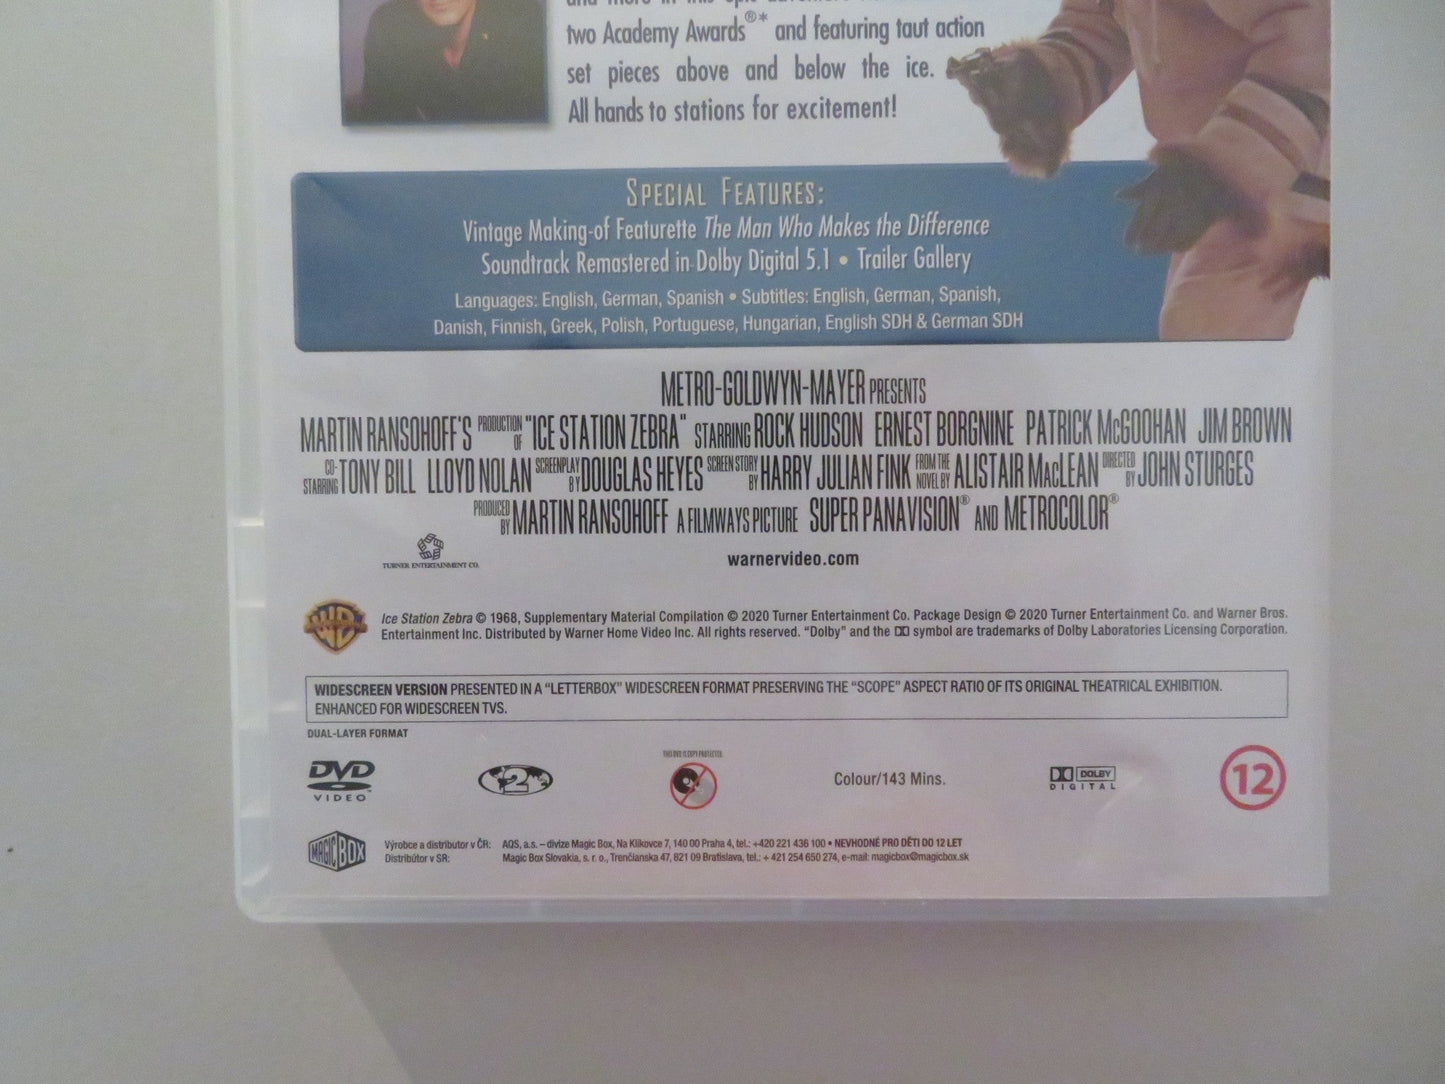 two Academy Awards®* and featuring taut action
set pieces above and below the ice.
All hands to stations for excitement!
SPECIAL FEATURES:
Vintage Making-of Featurette The Man Who Makes the Difference
Soundtrack Remastered in Dolby Digital 5.1 • Trailer Gallery
Languages: English, German, Spanish • Subtitles: English, German, Spanish,
Danish, Finnish, Greek, Polish, Portuguese, Hungarian, English SDH & German SDH
METRO-GOLDWYN-MAYER PRESENTS
MARTIN RANSOHOFF'S PRODUCTION OF "ICE STATION ZEBRA" STARRING ROCK HUDSON ERNEST BORGNINE PATRICK McGOOHAN JIM BROWN
CO-STARRING TONY BILL LLOYD NOLAN SCREENPLAY BY DOUGLAS HEYES SCREEN STORY BY HARRY JULIAN FINK FROM THE NOVEL BY ALISTAIR MacLEAN DIRECTED BY JOHN STURGES
PRODUCED BY MARTIN RANSOHOFF A FILMWAYS PICTURE SUPER PANAVISION® AND METROCOLOR®
TURNER ENTERTAINMENT CO.
warnervideo.com
WB
Ice Station Zebra © 1968, Supplementary Material Compilation © 2020 Turner Entertainment Co. Package Design © 2020 Turner Entertainment Co. and Warner Bros.
Entertainment Inc. Distributed by Warner Home Video Inc. All rights reserved. "Dolby" and the DD symbol are trademarks of Dolby Laboratories Licensing Corporation.
WIDESCREEN VERSION PRESENTED IN A "LETTERBOX" WIDESCREEN FORMAT PRESERVING THE "SCOPE" ASPECT RATIO OF ITS ORIGINAL THEATRICAL EXHIBITION.
ENHANCED FOR WIDESCREEN TVS.
DUAL-LAYER FORMAT
DVD
VIDEO
2
THIS DVD IS COPY PROTECTED
Colour/143 Mins.
DOLBY
DIGITAL
12
MAGIC BOX
Výrobce a distributor v ČR: AQS, a.s. – divize Magic Box, Na Klikovce 7, 140 00 Praha 4, tel.: +420 221 436 100 • NEVHODNÉ PRO DĚTI DO 12 LET
Distribútor v SR: Magic Box Slovakia, s. r. o., Trenčianska 47, 821 09 Bratislava, tel.: + 421 254 650 274, e-mail: magicbox@magicbox.sk